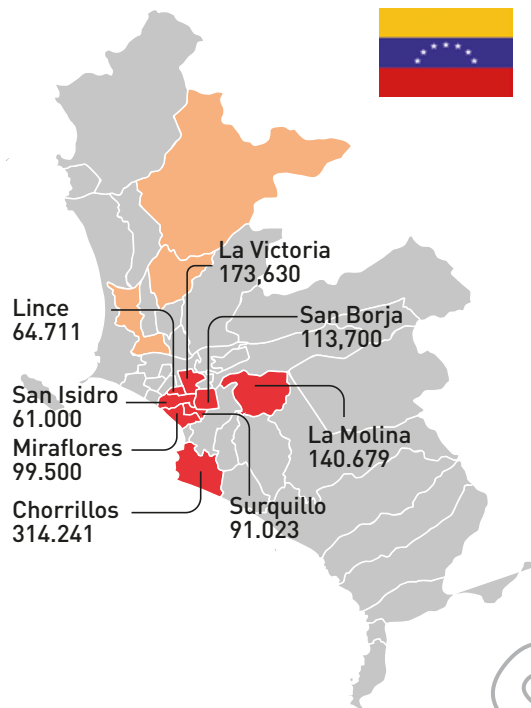 La Victoria
173,630
Lince
64.711
San Borja
113,700
San Isidro
61.000
La Molina
140.679
Miraflores
99.500
Chorrillos
314.241
Surquillo
91.023